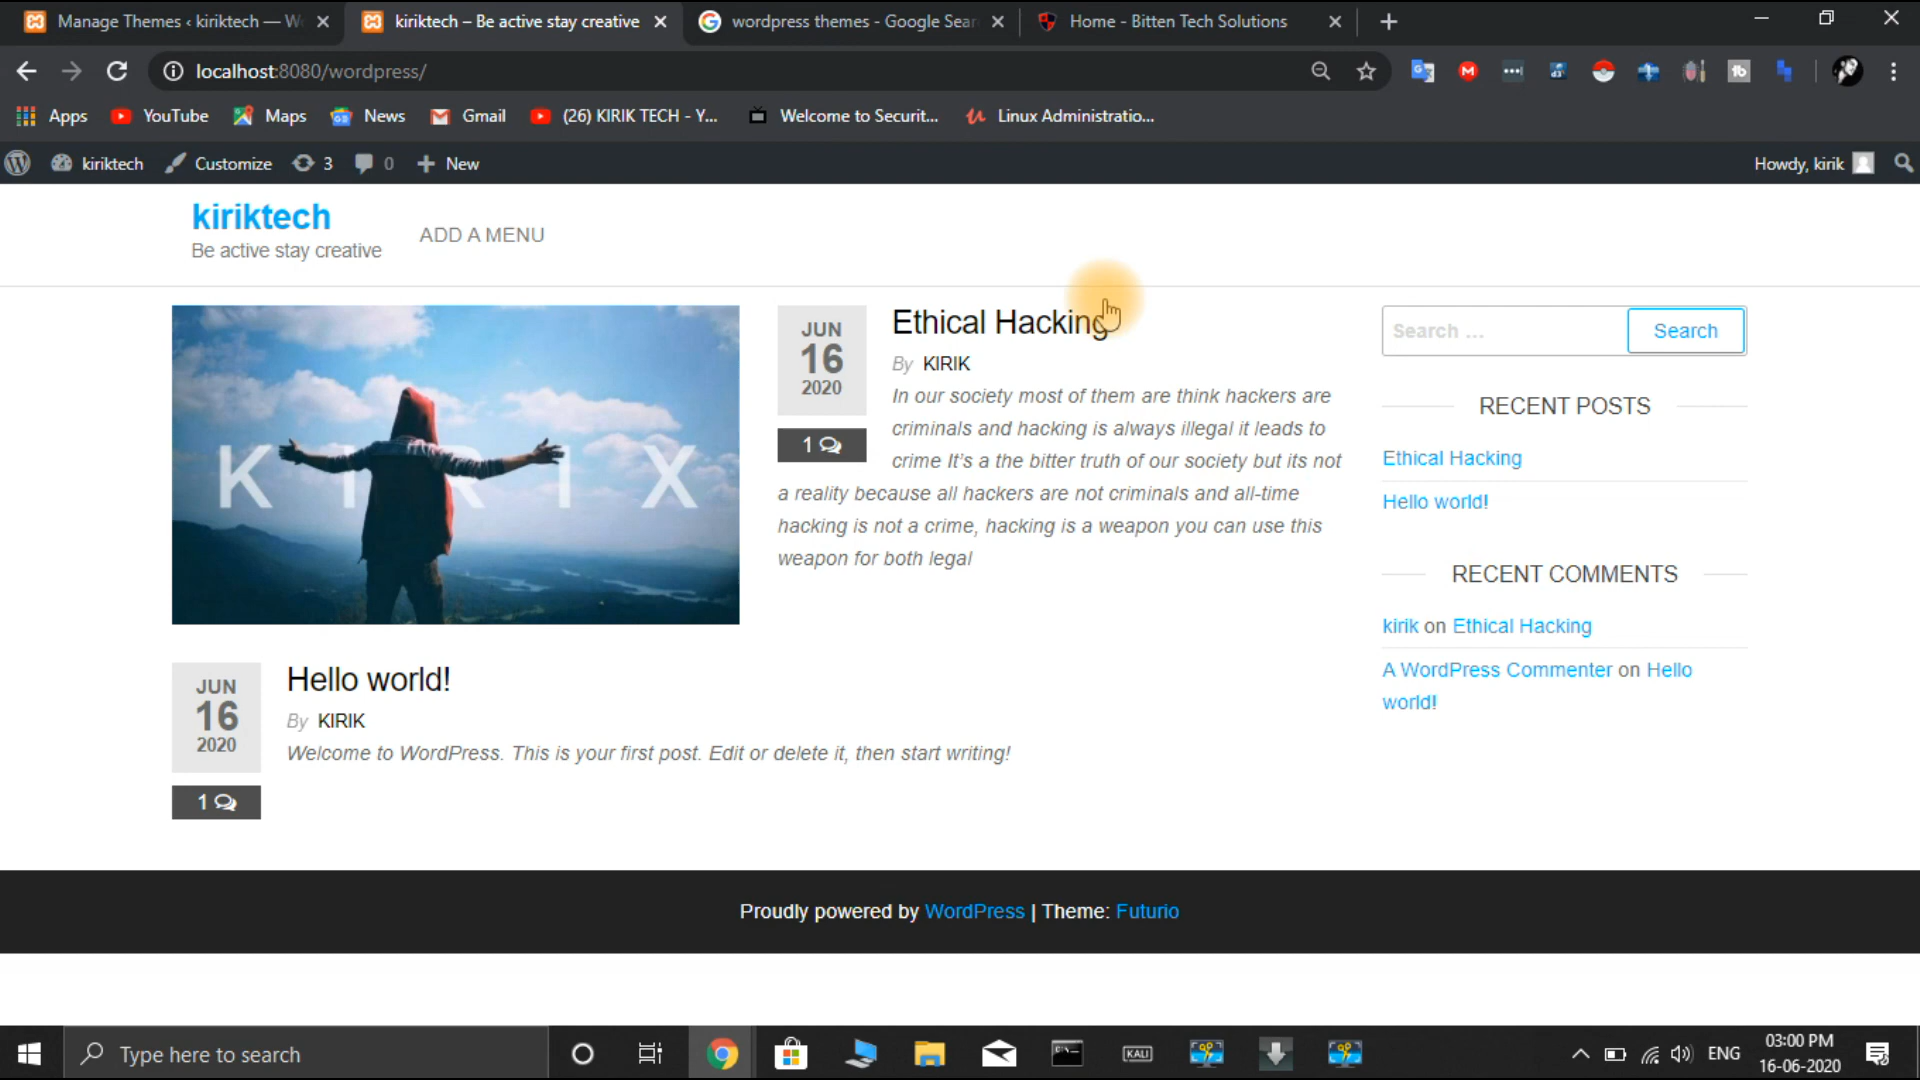 Manage Themes ‹ kiriktech — W
kiriktech – Be active stay creative
wordpress themes - Google Sear
Home - Bitten Tech Solutions
localhost:8080/wordpress/
Apps
YouTube
Maps
News
Gmail
(26) KIRIK TECH - Y...
Welcome to Securit...
Linux Administratio...
kiriktech
Customize
3
0
New
Howdy, kirik
kiriktech
Be active stay creative
ADD A MENU
KIRIX
JUN
16
2020
1
Ethical Hacking
By KIRIK
In our society most of them are think hackers are
criminals and hacking is always illegal it leads to
crime It’s a the bitter truth of our society but its not
a reality because all hackers are not criminals and all-time
hacking is not a crime, hacking is a weapon you can use this
weapon for both legal
Search ...
Search
RECENT POSTS
Ethical Hacking
Hello world!
RECENT COMMENTS
kirik on Ethical Hacking
A WordPress Commenter on Hello
world!
JUN
16
2020
1
Hello world!
By KIRIK
Welcome to WordPress. This is your first post. Edit or delete it, then start writing!
Proudly powered by WordPress | Theme: Futurio
Type here to search
KALI
ENG
03:00 PM
16-06-2020